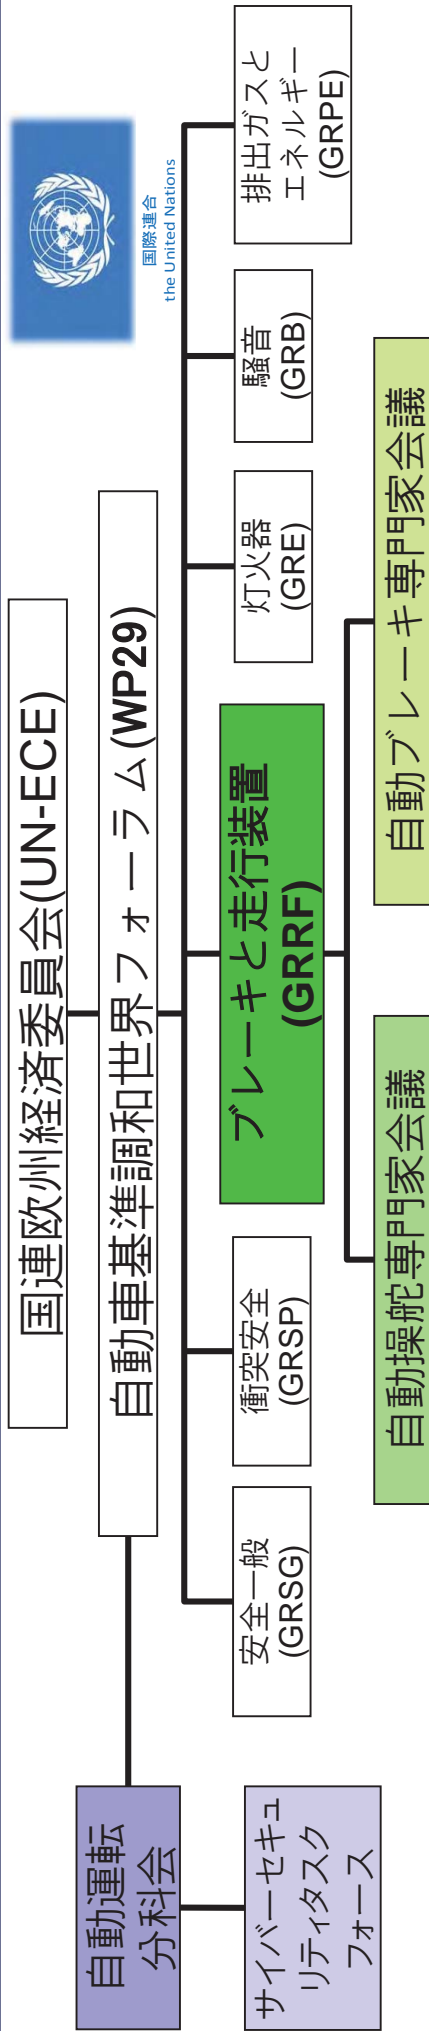 国際連合
the United Nations
国連欧州経済委員会(UN-ECE)
自動車基準調和世界フォーラム(WP29)
自動運転
分科会
サイバーセキュ
リティタスク
フォース
安全一般
(GRSG)
衝突安全
(GRSP)
ブレーキと走行装置
(GRRF)
灯火器
(GRE)
騒音
(GRB)
排出ガスと
エネルギー
(GRPE)
自動操舵専門家会議
自動ブレーキ専門家会議